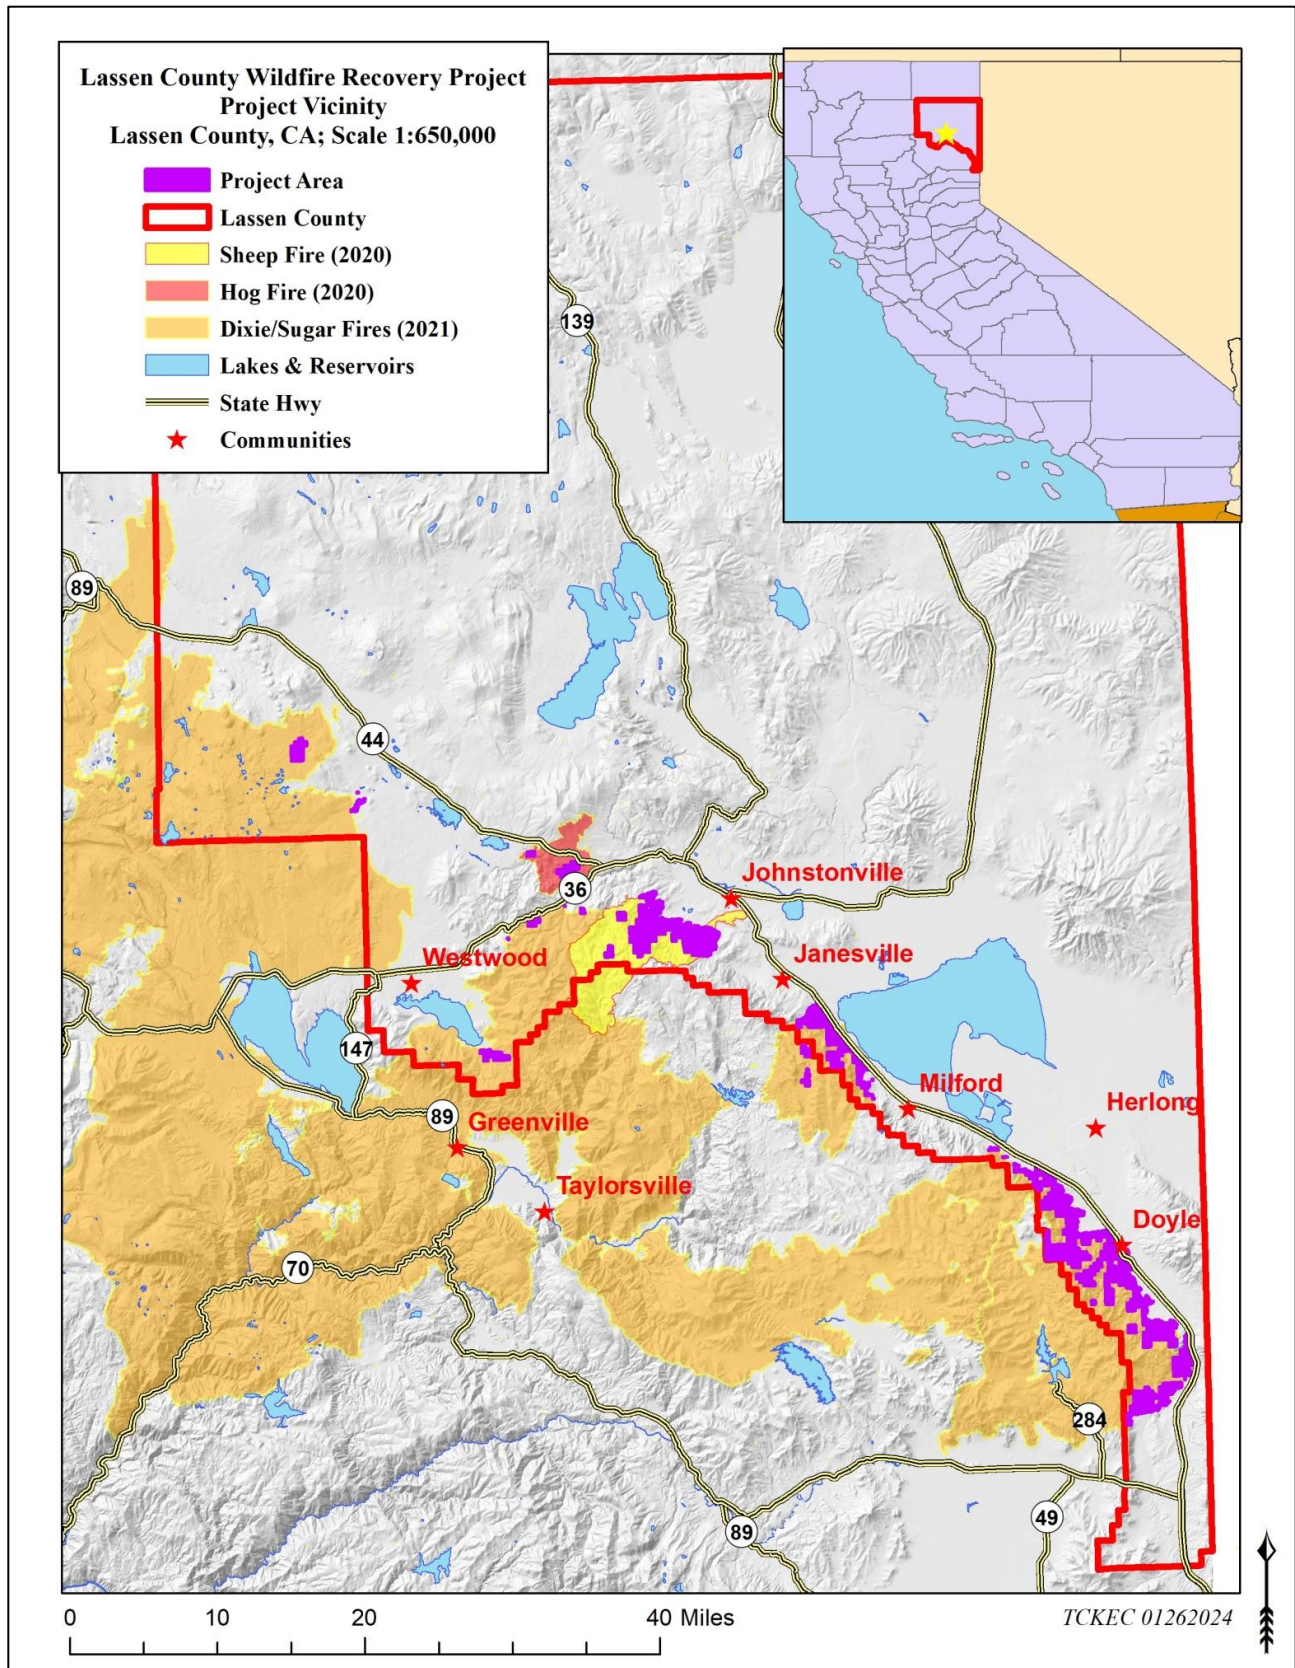 Lassen County Wildfire Recovery Project
Project Vicinity
Lassen County, CA; Scale 1:650,000
Project Area
Lassen County
Sheep Fire (2020)
Hog Fire (2020)
Dixie/Sugar Fires (2021)
Lakes & Reservoirs
State Hwy
Communities
139
89
44
36
Johnstonville
Westwood
Janesville
147
Milford
Herlong
89
Greenville
Taylorsville
Doyle
70
284
49
89
0 10 20 40 Miles
TCKEC 01262024